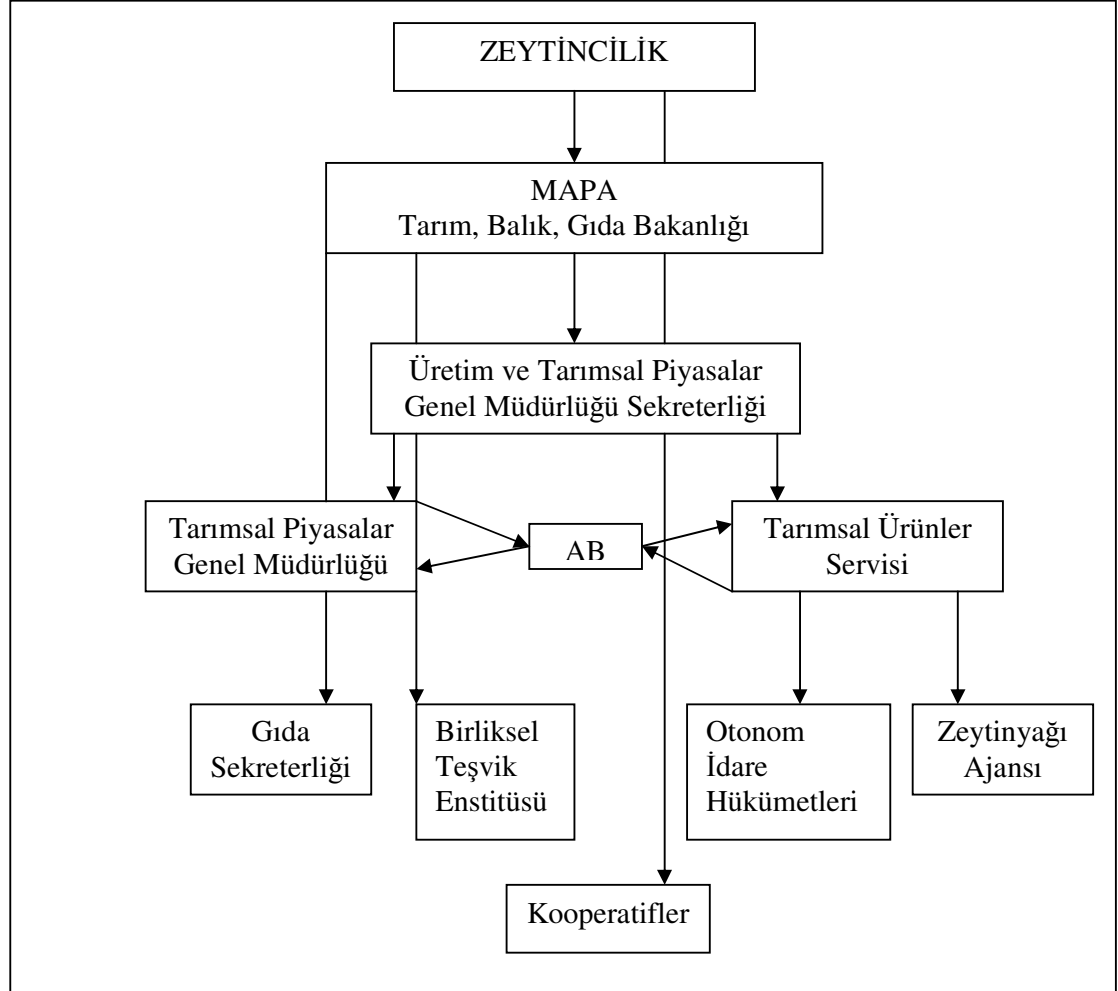 ZEYTİNCİLİK
MAPA
Tarım, Balık, Gıda Bakanlığı
Üretim ve Tarımsal Piyasalar
Genel Müdürlüğü Sekreterliği
Tarımsal Piyasalar
Genel Müdürlüğü
AB
Tarımsal Ürünler
Servisi
Gıda
Sekreterliği
Birliksel
Teşvik
Enstitüsü
Otonom
İdare
Hükümetleri
Zeytinyağı
Ajansı
Kooperatifler